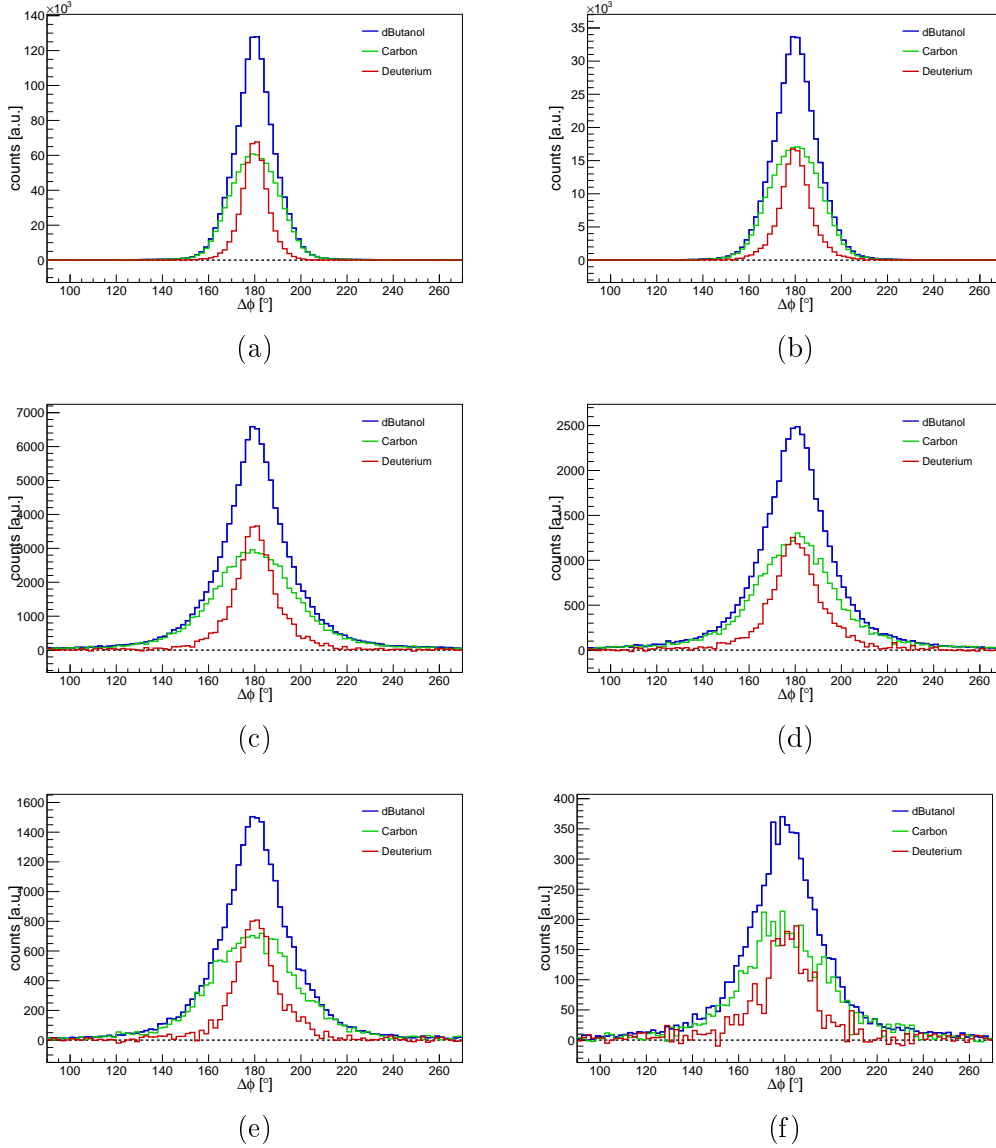 ×10³
140
120
100
80
60
40
20
0
counts [a.u.]
dButanol
Carbon
Deuterium
100 120 140 160 180 200 220 240 260
Δϕ [°]
(a)
×10³
35
30
25
20
15
10
5
0
counts [a.u.]
dButanol
Carbon
Deuterium
100 120 140 160 180 200 220 240 260
Δϕ [°]
(b)
7000
6000
5000
4000
3000
2000
1000
0
counts [a.u.]
dButanol
Carbon
Deuterium
100 120 140 160 180 200 220 240 260
Δϕ [°]
(c)
2500
2000
1500
1000
500
0
counts [a.u.]
dButanol
Carbon
Deuterium
100 120 140 160 180 200 220 240 260
Δϕ [°]
(d)
1600
1400
1200
1000
800
600
400
200
0
counts [a.u.]
dButanol
Carbon
Deuterium
100 120 140 160 180 200 220 240 260
Δϕ [°]
(e)
400
350
300
250
200
150
100
50
0
counts [a.u.]
dButanol
Carbon
Deuterium
100 120 140 160 180 200 220 240 260
Δϕ [°]
(f)